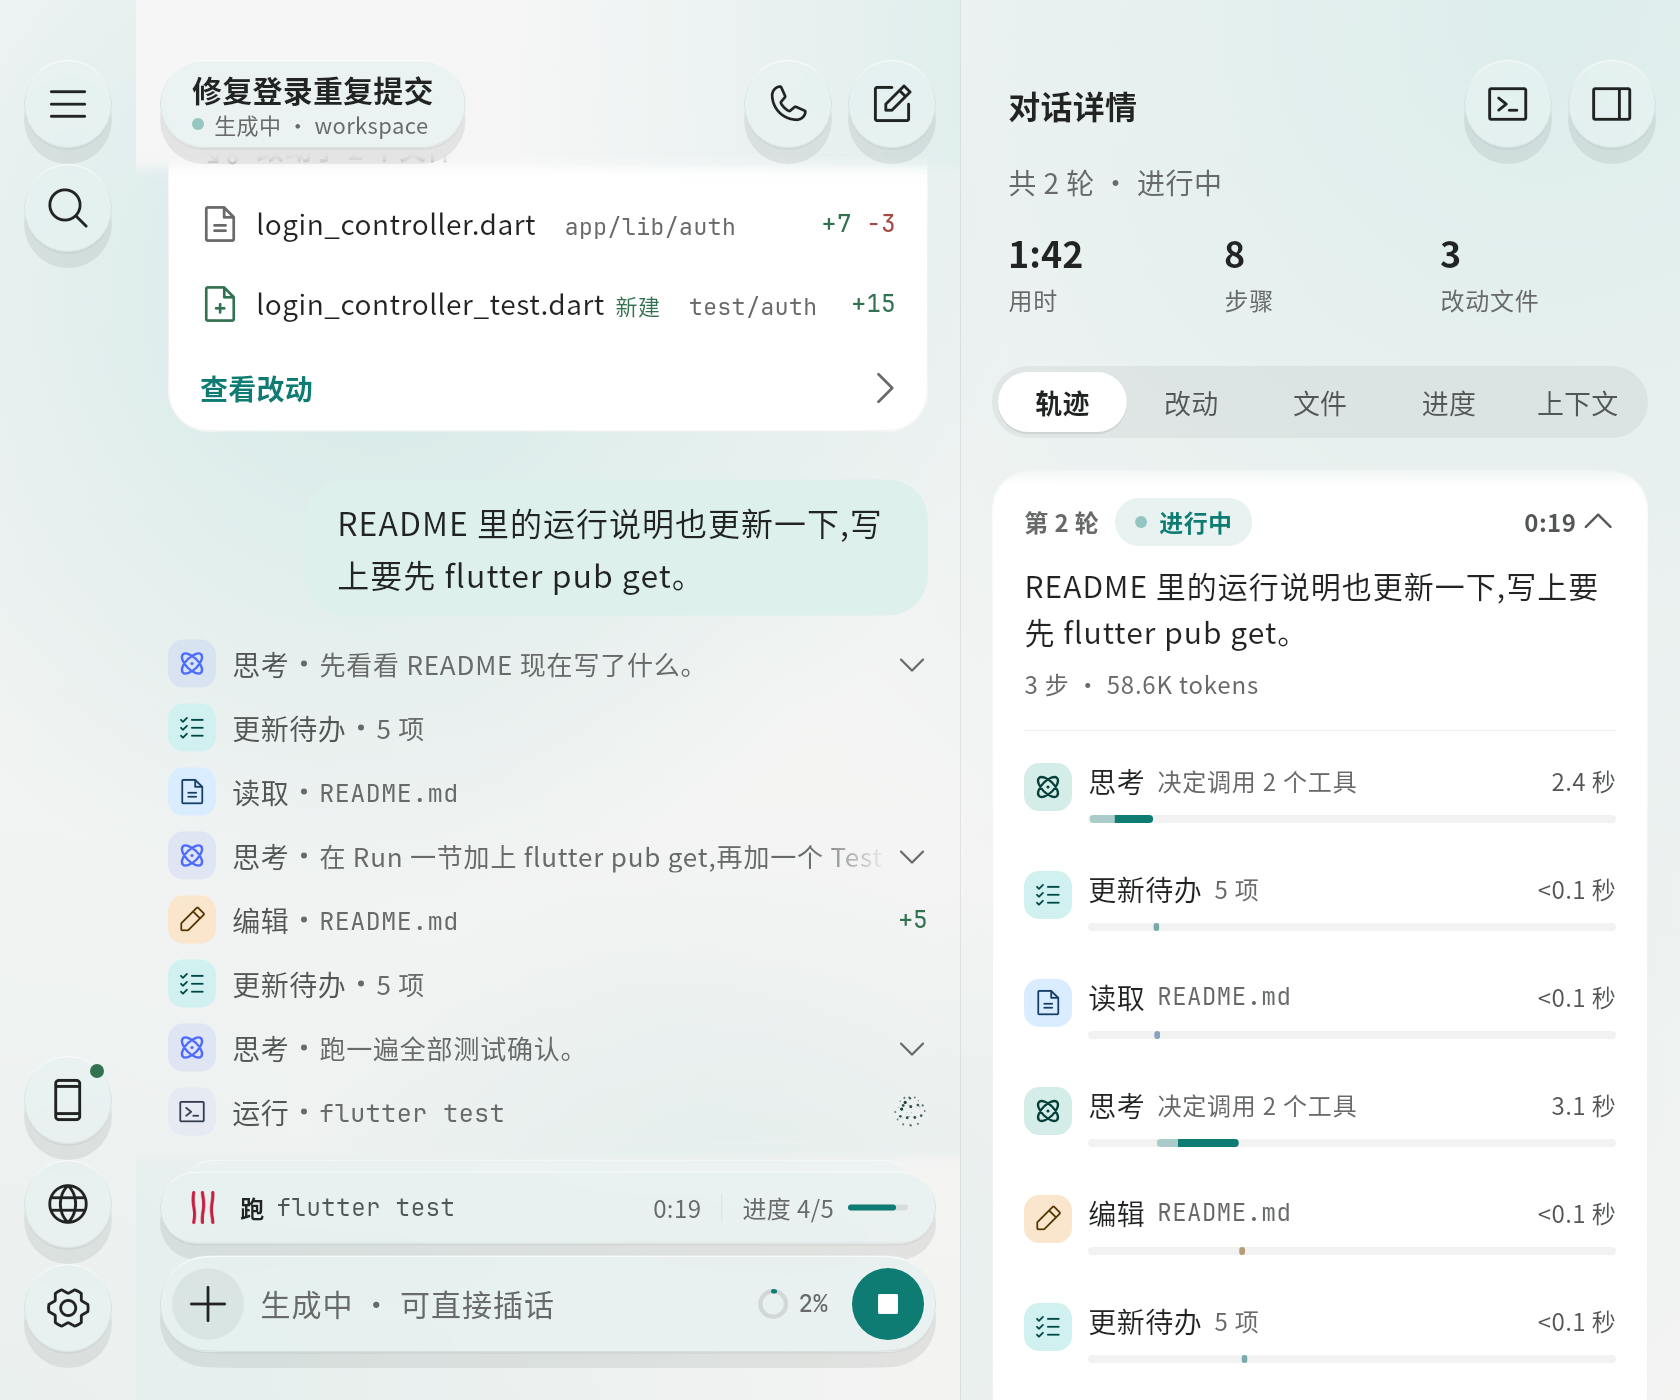 修复登录重复提交
生成中 · workspace
login_controller.dart app/lib/auth +7 -3
login_controller_test.dart 新建 test/auth +15
查看改动
README 里的运行说明也更新一下,写
上要先 flutter pub get。
思考 · 先看看 README 现在写了什么。
更新待办 · 5 项
读取 · README.md
思考 · 在 Run 一节加上 flutter pub get,再加一个 Test
编辑 · README.md +5
更新待办 · 5 项
思考 · 跑一遍全部测试确认。
运行 · flutter test
跑 flutter test 0:19 进度 4/5
生成中 · 可直接插话 2%
对话详情
共 2 轮 · 进行中
1:42 8 3
用时 步骤 改动文件
轨迹 改动 文件 进度 上下文
第 2 轮 进行中 0:19
README 里的运行说明也更新一下,写上要
先 flutter pub get。
3 步 · 58.6K tokens
思考 决定调用 2 个工具 2.4 秒
更新待办 5 项 <0.1 秒
读取 README.md <0.1 秒
思考 决定调用 2 个工具 3.1 秒
编辑 README.md <0.1 秒
更新待办 5 项 <0.1 秒